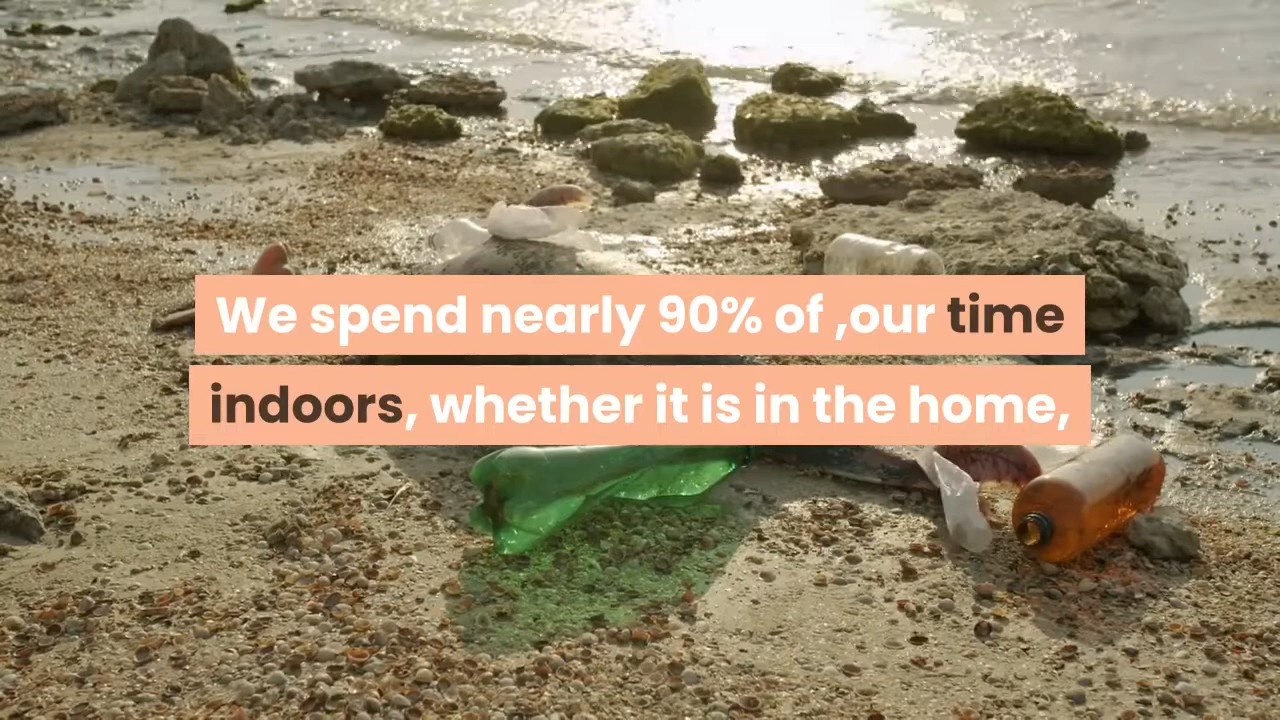 We spend nearly 90% of ,our time
indoors, whether it is in the home,